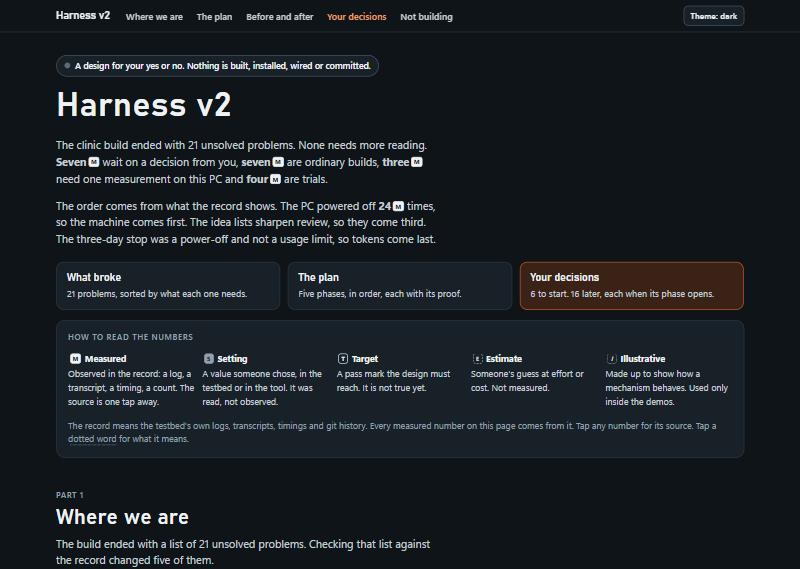 Harness v2 Where we are The plan Before and after Your decisions Not building Theme: dark
A design for your yes or no. Nothing is built, installed, wired or committed.
Harness v2
The clinic build ended with 21 unsolved problems. None needs more reading.
Seven M wait on a decision from you, seven M are ordinary builds, three M
need one measurement on this PC and four M are trials.
The order comes from what the record shows. The PC powered off 24 M times,
so the machine comes first. The idea lists sharpen review, so they come third.
The three-day stop was a power-off and not a usage limit, so tokens come last.
What broke
21 problems, sorted by what each one needs.
The plan
Five phases, in order, each with its proof.
Your decisions
6 to start. 16 later, each when its phase opens.
HOW TO READ THE NUMBERS
M Measured
Observed in the record: a log, a
transcript, a timing, a count. The
source is one tap away.
S Setting
A value someone chose, in the
testbed or in the tool. It was
read, not observed.
T Target
A pass mark the design must
reach. It is not true yet.
E Estimate
Someone's guess at effort or
cost. Not measured.
I Illustrative
Made up to show how a
mechanism behaves. Used only
inside the demos.
The record means the testbed's own logs, transcripts, timings and git history. Every measured number on this page comes from it. Tap any number for its source. Tap a
dotted word for what it means.
PART 1
Where we are
The build ended with a list of 21 unsolved problems. Checking that list against
the record changed five of them.